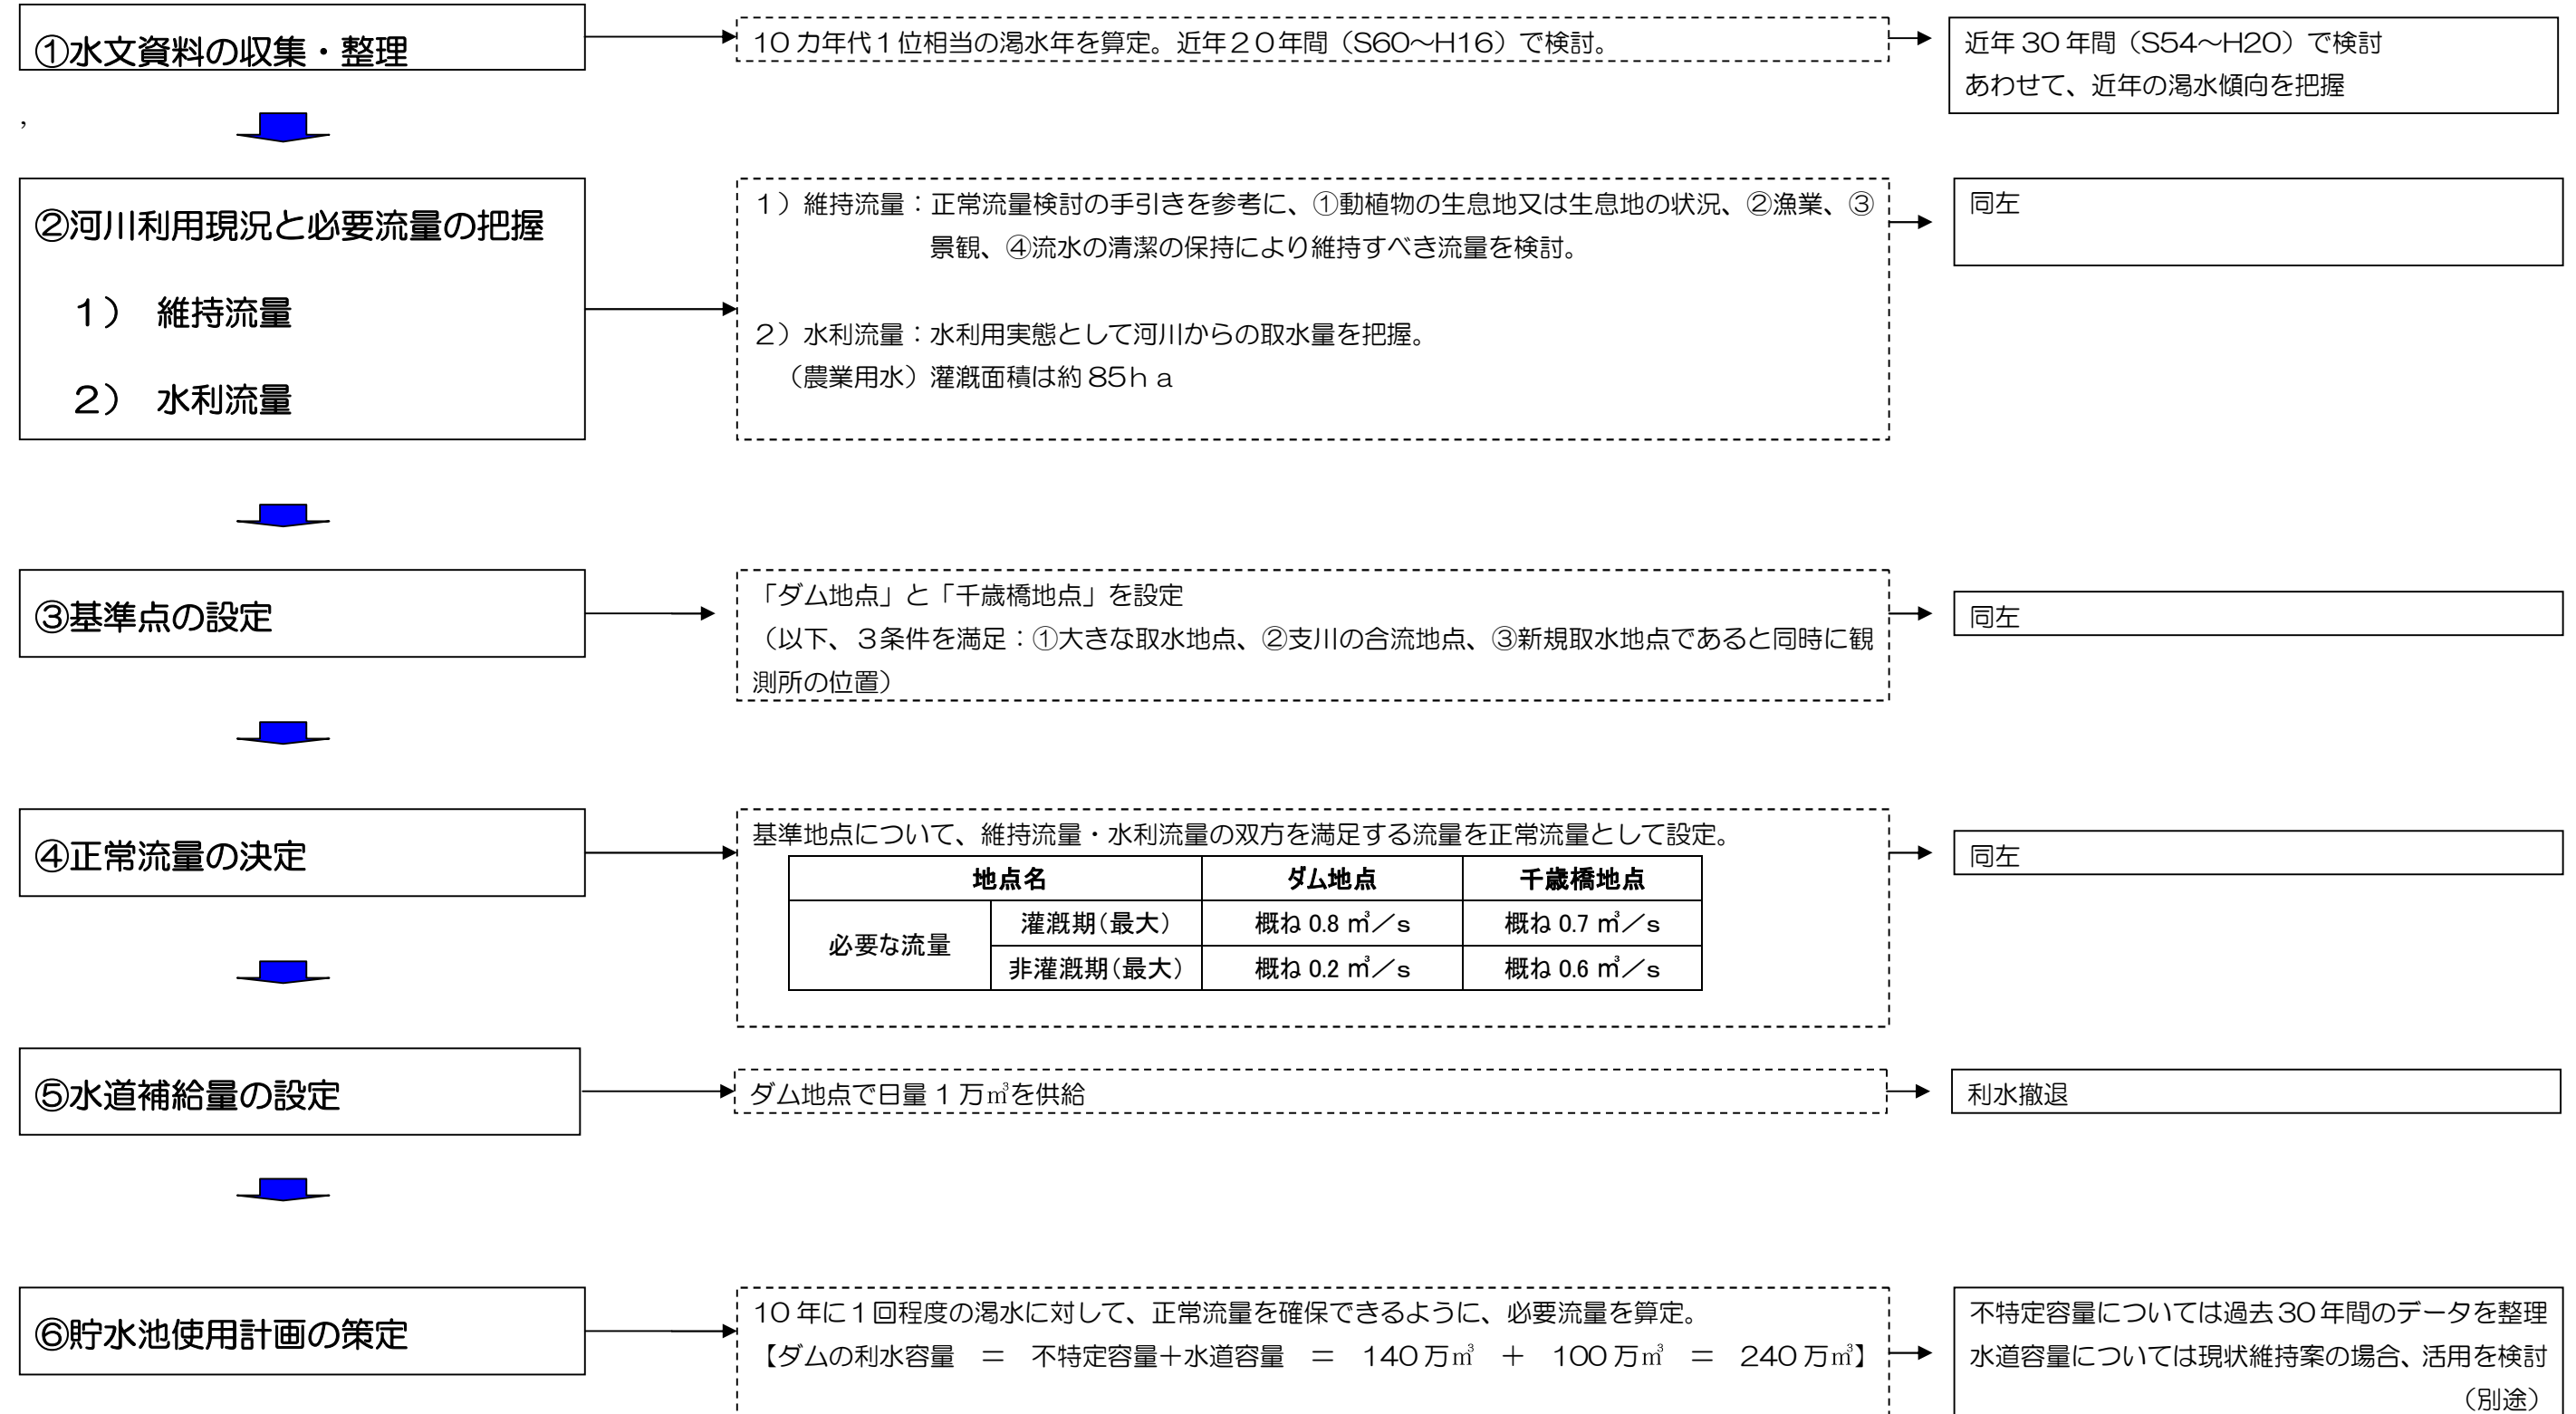 ①水文資料の収集・整理
10カ年代1位相当の渇水年を算定。近年20年間（S60～H16）で検討。
近年30年間（S54～H20）で検討
あわせて、近年の渇水傾向を把握
,
②河川利用現況と必要流量の把握
1） 維持流量
2） 水利流量
1）維持流量：正常流量検討の手引きを参考に、①動植物の生息地又は生息地の状況、②漁業、③
景観、④流水の清潔の保持により維持すべき流量を検討。
2）水利流量：水利用実態として河川からの取水量を把握。
（農業用水）灌漑面積は約85ｈａ
同左
③基準点の設定
「ダム地点」と「千歳橋地点」を設定
（以下、3条件を満足：①大きな取水地点、②支川の合流地点、③新規取水地点であると同時に観
測所の位置）
同左
④正常流量の決定
基準地点について、維持流量・水利流量の双方を満足する流量を正常流量として設定。
地点名 ダム地点 千歳橋地点
必要な流量 灌漑期（最大） 概ね 0.8 ㎥／s 概ね 0.7 ㎥／s
非灌漑期（最大） 概ね 0.2 ㎥／s 概ね 0.6 ㎥／s
同左
⑤水道補給量の設定
ダム地点で日量1万㎥を供給
利水撤退
⑥貯水池使用計画の策定
10年に1回程度の渇水に対して、正常流量を確保できるように、必要流量を算定。
【ダムの利水容量 ＝ 不特定容量＋水道容量 ＝ 140万㎥ ＋ 100万㎥ ＝ 240万㎥】
不特定容量については過去30年間のデータを整理
水道容量については現状維持案の場合、活用を検討
（別途）